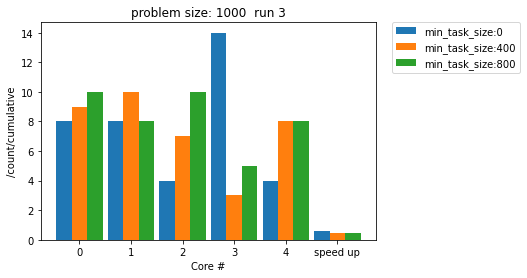 problem size: 1000  run 3
min_task_size:0
min_task_size:400
min_task_size:800
/count/cumulative
14
12
10
8
6
4
2
0
0 1 2 3 4 speed up
Core #